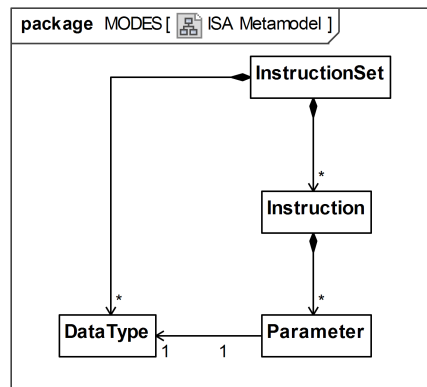 package MODES [ ISA Metamodel ]
InstructionSet
*
Instruction
* *
DataType Parameter
1 1